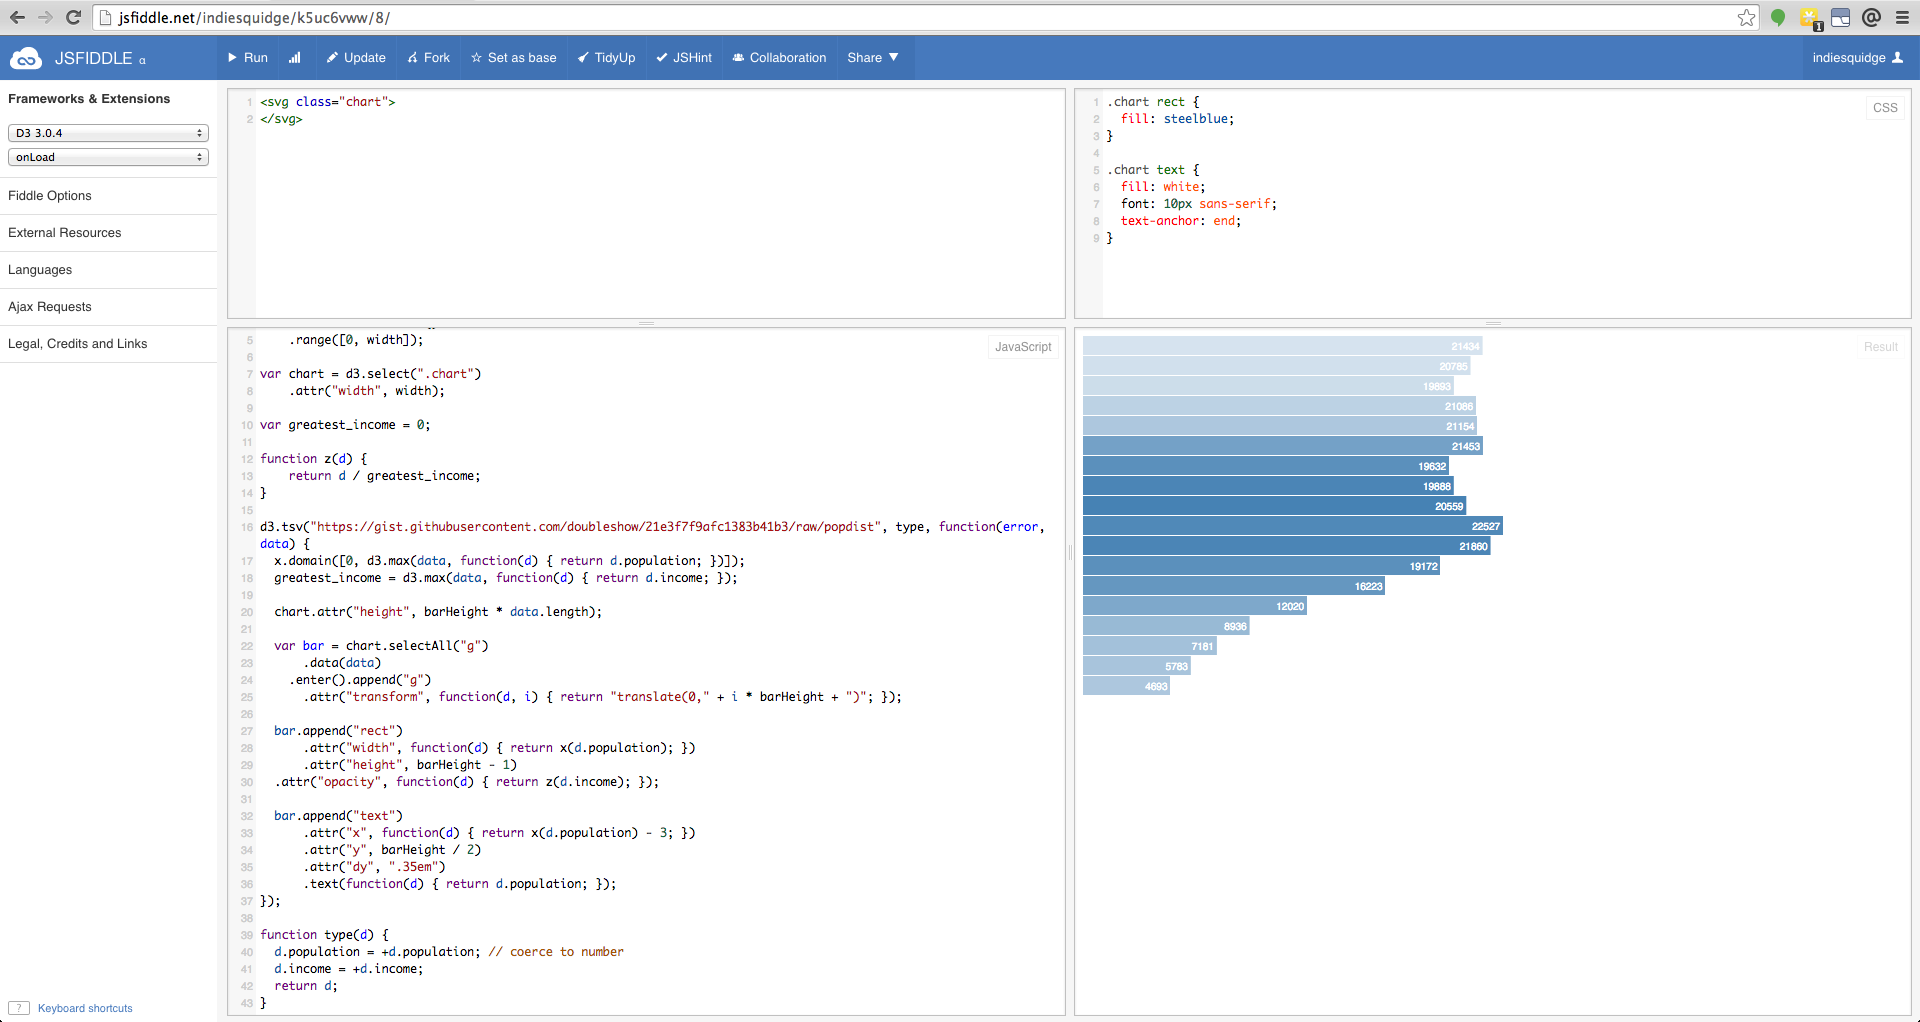 jsfiddle.net/indiesquidge/k5uc6vww/8/
1
@
JSFIDDLE α
Run
Update
Fork
Set as base
TidyUp
JSHint
Collaboration
Share
indiesquidge
Frameworks & Extensions
D3 3.0.4
onLoad
Fiddle Options
External Resources
Languages
Ajax Requests
Legal, Credits and Links
? Keyboard shortcuts
1 <svg class="chart">
2 </svg>
CSS
1 .chart rect {
2   fill: steelblue;
3 }
4
5 .chart text {
6   fill: white;
7   font: 10px sans-serif;
8   text-anchor: end;
9 }
JavaScript
5     .range([0, width]);
6
7 var chart = d3.select(".chart")
8     .attr("width", width);
9
10 var greatest_income = 0;
11
12 function z(d) {
13     return d / greatest_income;
14 }
15
16 d3.tsv("https://gist.githubusercontent.com/doubleshow/21e3f7f9afc1383b41b3/raw/popdist", type, function(error,
data) {
17   x.domain([0, d3.max(data, function(d) { return d.population; })]);
18   greatest_income = d3.max(data, function(d) { return d.income; });
19
20   chart.attr("height", barHeight * data.length);
21
22   var bar = chart.selectAll("g")
23       .data(data)
24     .enter().append("g")
25       .attr("transform", function(d, i) { return "translate(0," + i * barHeight + ")"; });
26
27   bar.append("rect")
28       .attr("width", function(d) { return x(d.population); })
29       .attr("height", barHeight - 1)
30   .attr("opacity", function(d) { return z(d.income); });
31
32   bar.append("text")
33       .attr("x", function(d) { return x(d.population) - 3; })
34       .attr("y", barHeight / 2)
35       .attr("dy", ".35em")
36       .text(function(d) { return d.population; });
37 });
38
39 function type(d) {
40   d.population = +d.population; // coerce to number
41   d.income = +d.income;
42   return d;
43 }
Result
21434
20785
19893
21086
21154
21453
19632
19888
20559
22527
21860
19172
16223
12020
8936
7181
5783
4693